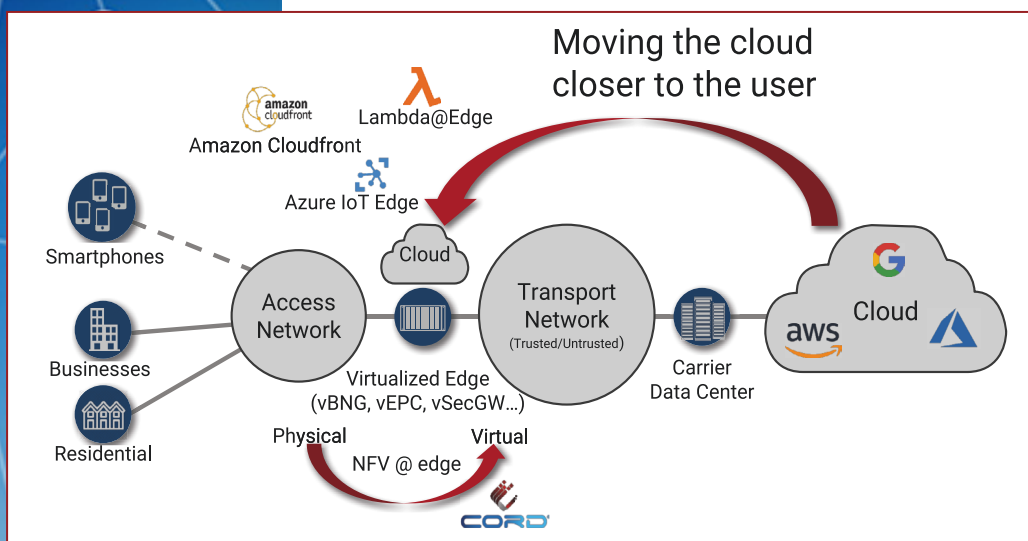 Moving the cloud
closer to the user
amazon
cloudfront
Amazon Cloudfront
Lambda@Edge
Azure IoT Edge
Smartphones
Businesses
Residential
Access
Network
Cloud
Virtualized Edge
(vBNG, vEPC, vSecGW...)
Transport
Network
(Trusted/Untrusted)
Carrier
Data Center
G
Cloud
aws
Physical
Virtual
NFV @ edge
CORD